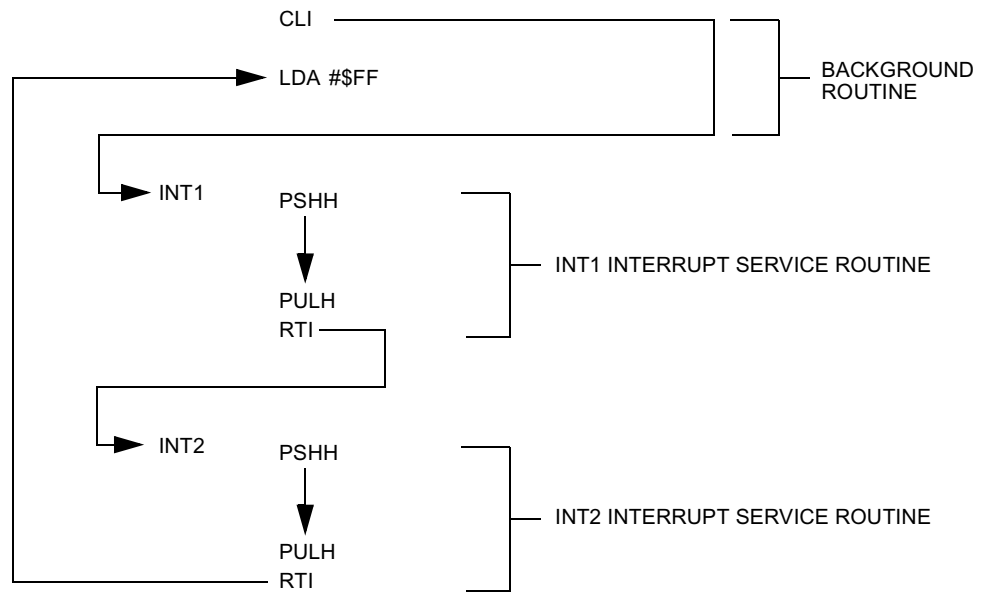 CLI
LDA #$FF
BACKGROUND
ROUTINE
INT1
PSHH
INT1 INTERRUPT SERVICE ROUTINE
PULH
RTI
INT2
PSHH
INT2 INTERRUPT SERVICE ROUTINE
PULH
RTI